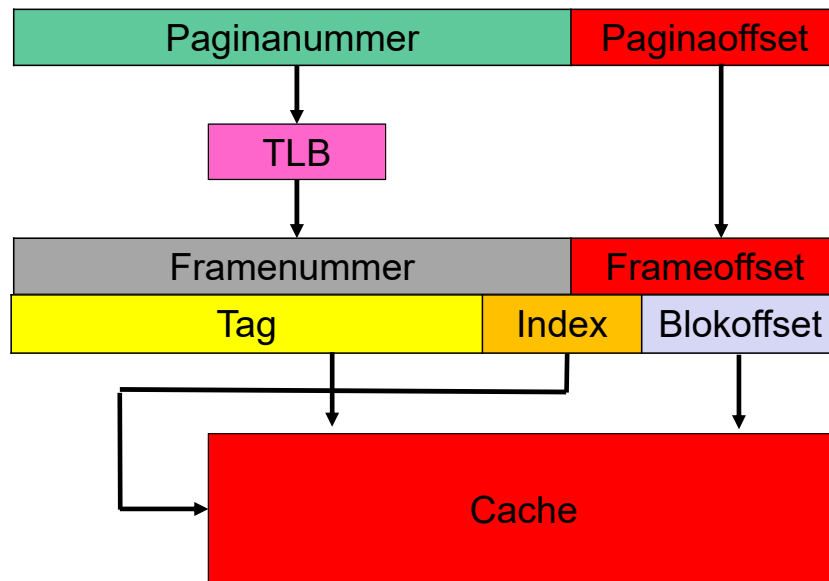 Paginanummer Paginaoffset
TLB
Framenummer Frameoffset
Tag Index Blokoffset
Cache